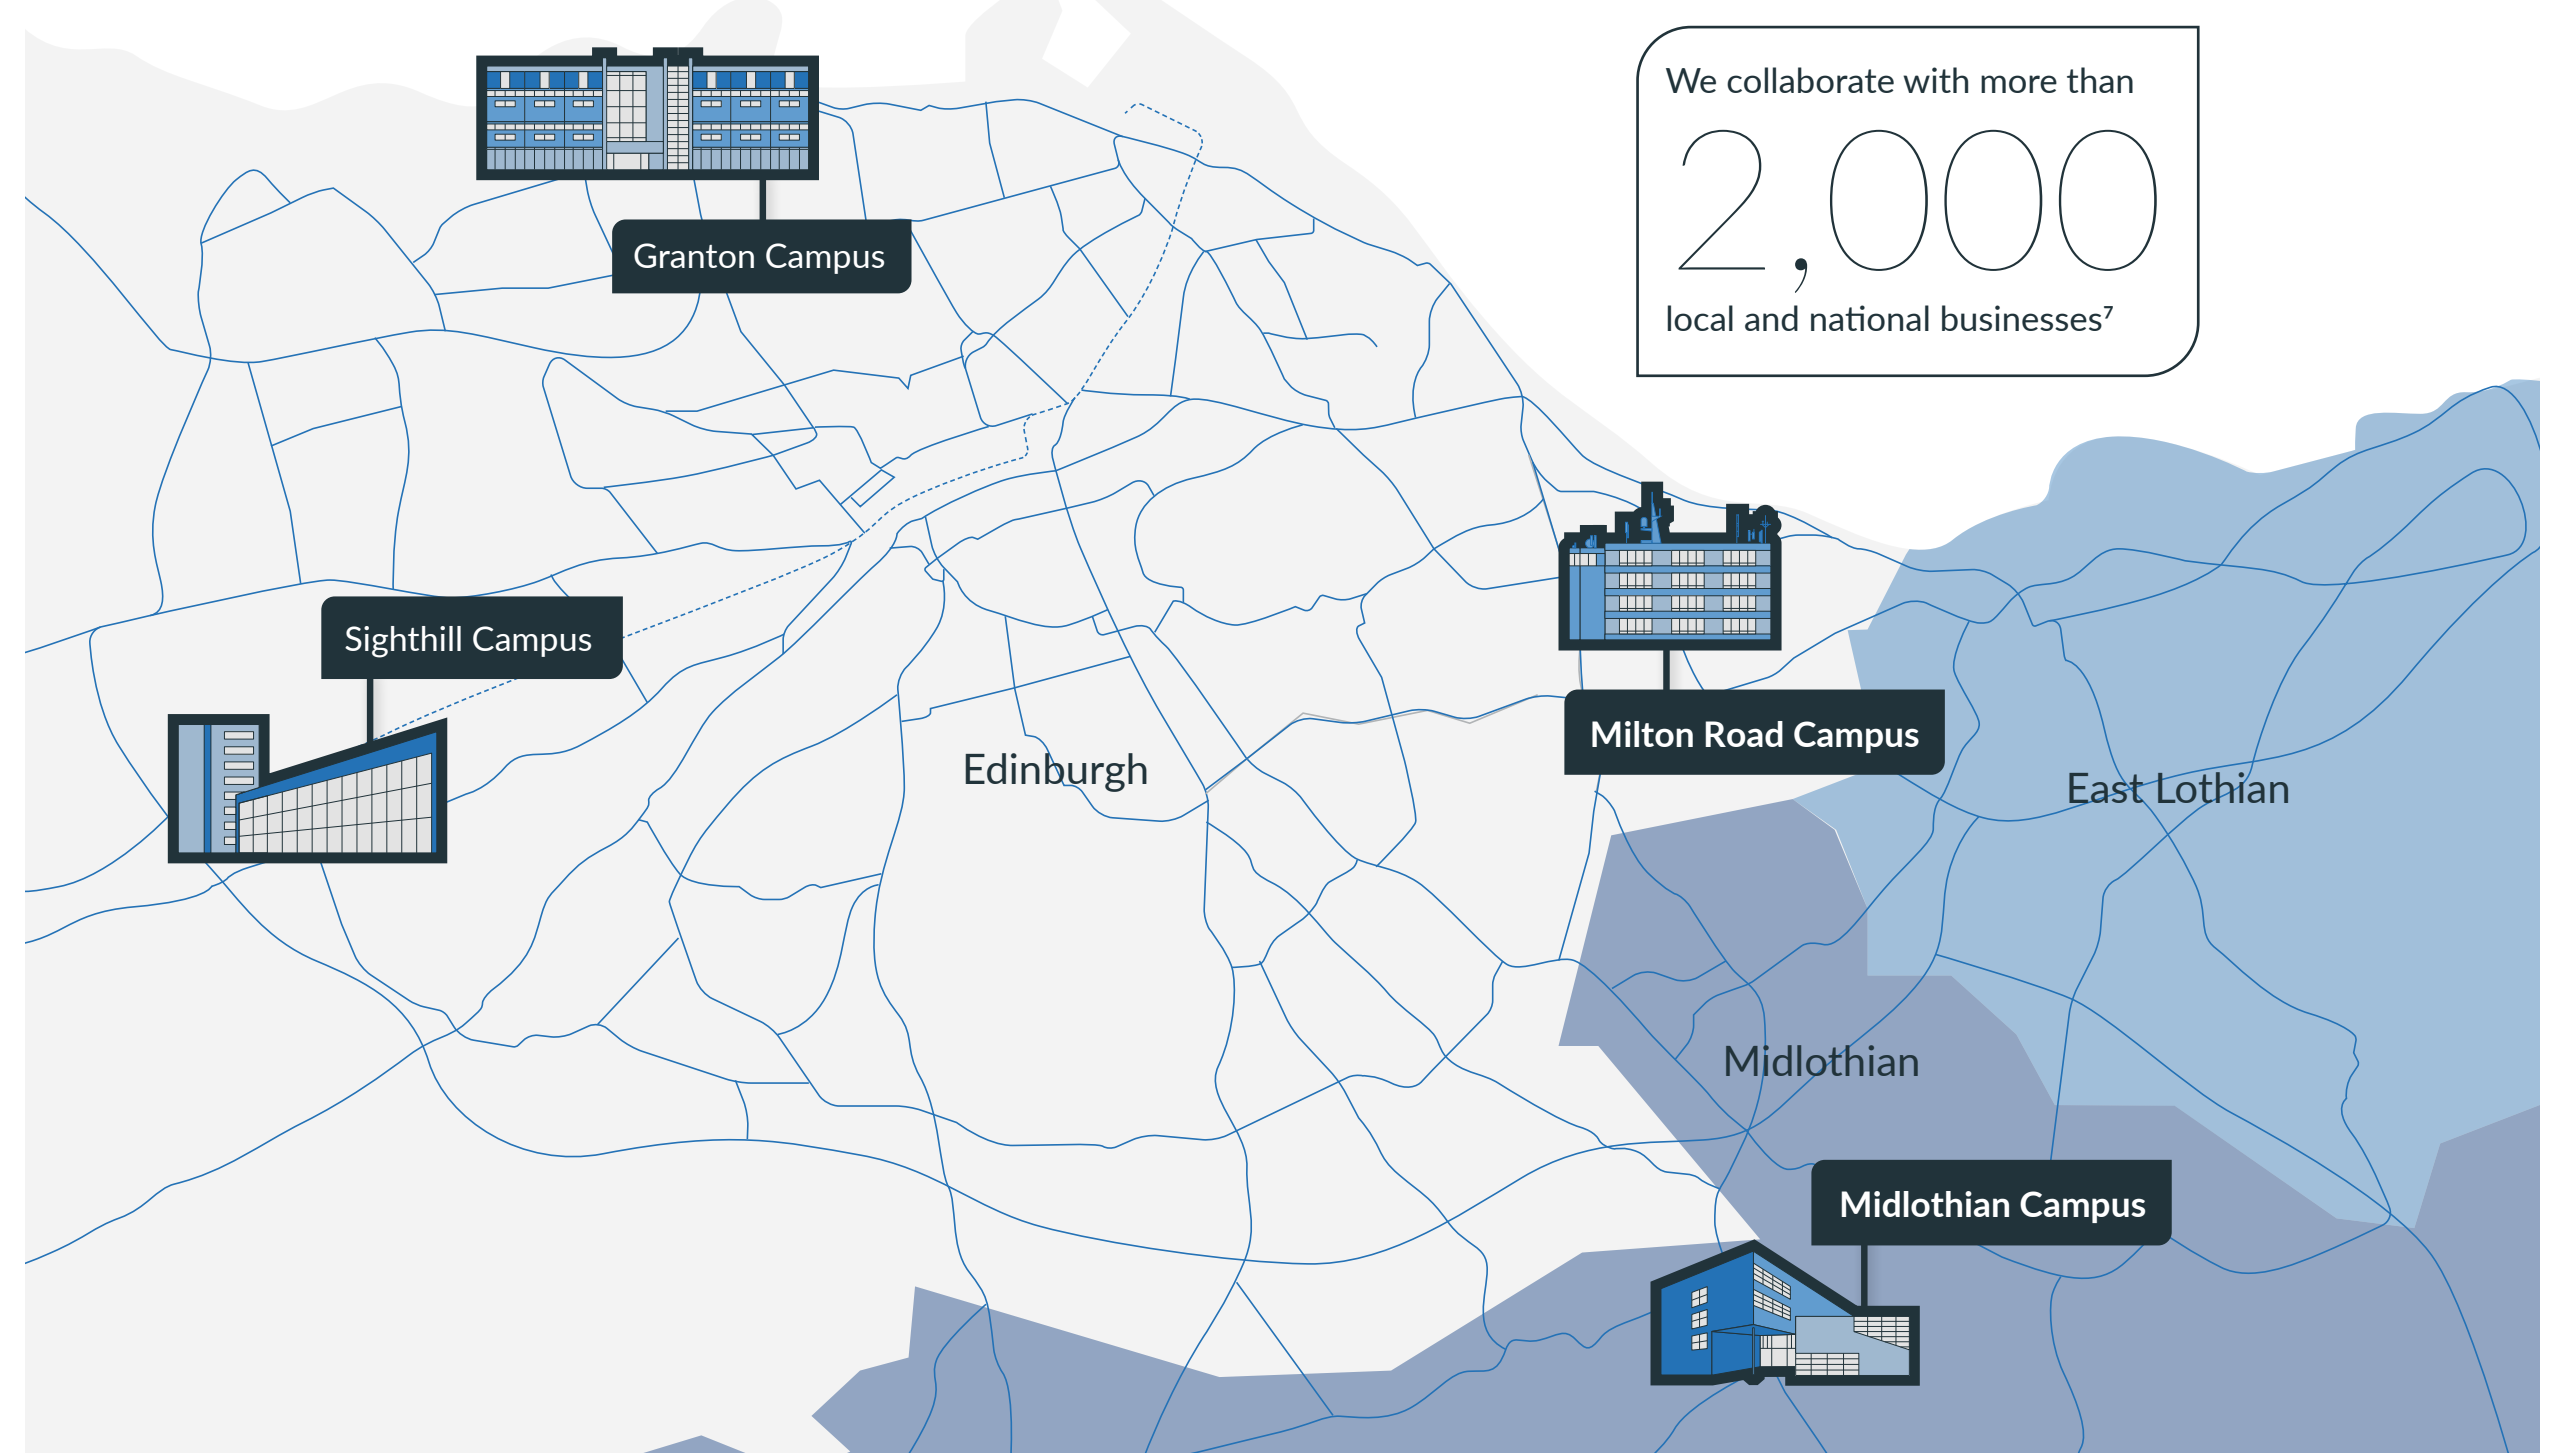 We collaborate with more than
2,000
local and national businesses⁷
Granton Campus
Sighthill Campus
Milton Road Campus
Edinburgh
East Lothian
Midlothian
Midlothian Campus